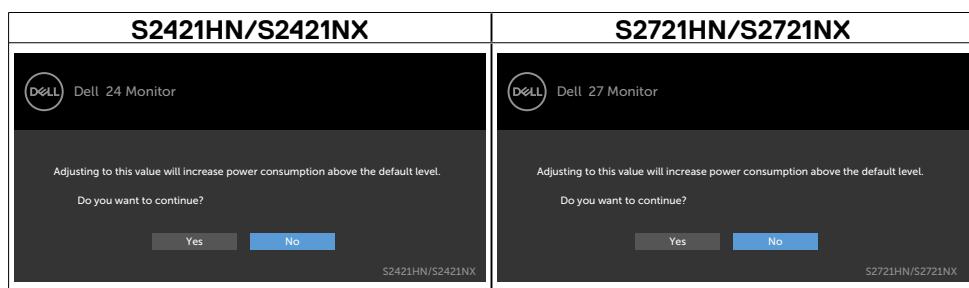 S2421HN/S2421NX
S2721HN/S2721NX
DELL Dell 24 Monitor
Adjusting to this value will increase power consumption above the default level.
Do you want to continue?
Yes No
S2421HN/S2421NX
DELL Dell 27 Monitor
Adjusting to this value will increase power consumption above the default level.
Do you want to continue?
Yes No
S2721HN/S2721NX